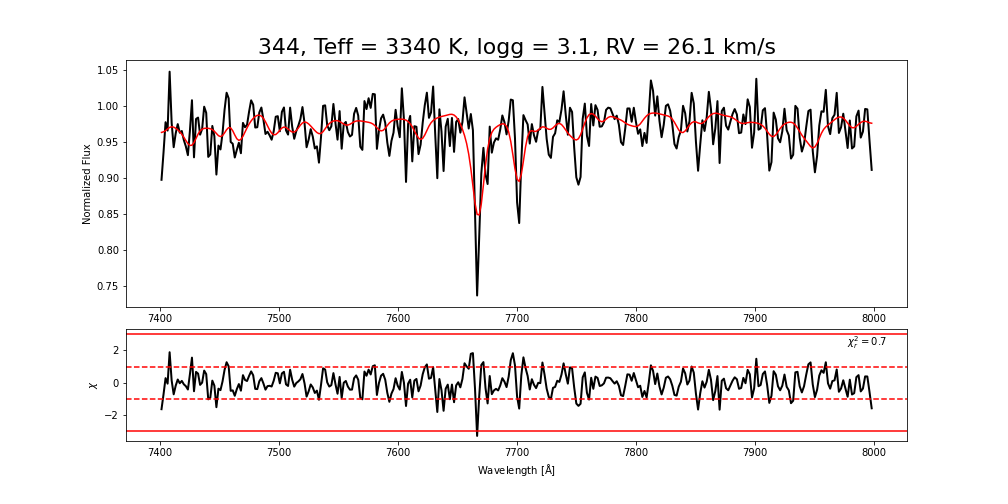 344, Teff = 3340 K, logg = 3.1, RV = 26.1 km/s
1.05
1.00
0.95
0.90
0.85
0.80
0.75
Normalized Flux
7400 7500 7600 7700 7800 7900 8000
χ²ᵣ = 0.7
2
0
−2
χ
7400 7500 7600 7700 7800 7900 8000
Wavelength [Å]